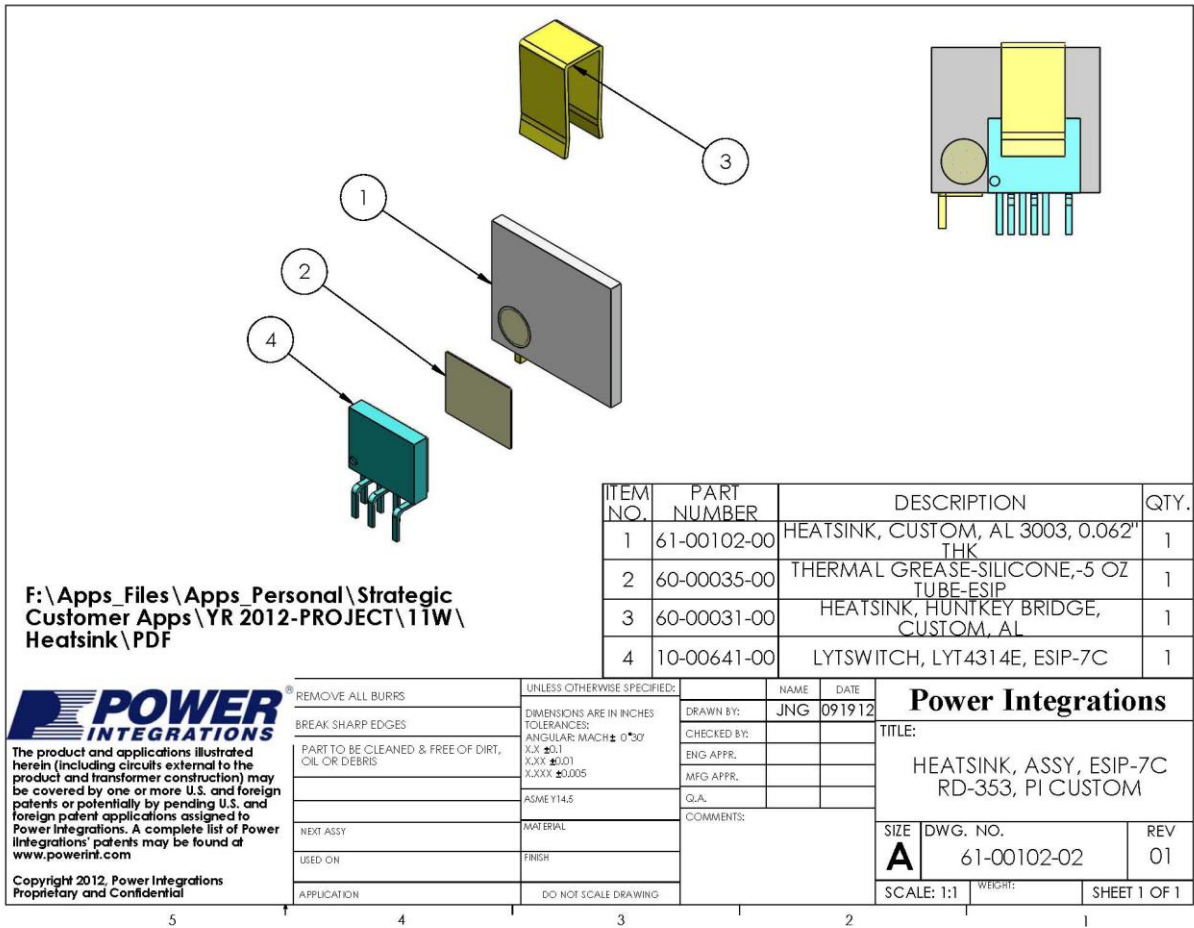 3
1
2
4
ITEM NO. PART NUMBER DESCRIPTION QTY.
1 61-00102-00 HEATSINK, CUSTOM, AL 3003, 0.062" THK 1
2 60-00035-00 THERMAL GREASE-SILICONE,-5 OZ TUBE-ESIP 1
3 60-00031-00 HEATSINK, HUNTKEY BRIDGE, CUSTOM, AL 1
4 10-00641-00 LYTSWITCH, LYT4314E, ESIP-7C 1
F:\Apps_Files\Apps_Personal\Strategic
Customer Apps\YR 2012-PROJECT\11W\
Heatsink\PDF
POWER®
INTEGRATIONS
The product and applications illustrated
herein (including circuits external to the
product and transformer construction) may
be covered by one or more U.S. and foreign
patents or potentially by pending U.S. and
foreign patent applications assigned to
Power Integrations. A complete list of Power
IIntegrations' patents may be found at
www.powerint.com
Copyright 2012, Power Integrations
Proprietary and Confidential
REMOVE ALL BURRS
BREAK SHARP EDGES
PART TO BE CLEANED & FREE OF DIRT,
OIL OR DEBRIS
NEXT ASSY
USED ON
APPLICATION
UNLESS OTHERWISE SPECIFIED:
DIMENSIONS ARE IN INCHES
TOLERANCES:
ANGULAR: MACH± 0°30'
X.X ±0.1
X.XX ±0.01
X.XXX ±0.005
ASME Y14.5
MATERIAL
FINISH
DO NOT SCALE DRAWING
NAME DATE
DRAWN BY: JNG 091912
CHECKED BY:
ENG APPR.
MFG APPR.
Q.A.
COMMENTS:
Power Integrations
TITLE:
HEATSINK, ASSY, ESIP-7C
RD-353, PI CUSTOM
SIZE DWG. NO. REV
A 61-00102-02 01
SCALE: 1:1 WEIGHT: SHEET 1 OF 1
5 4 3 2 1